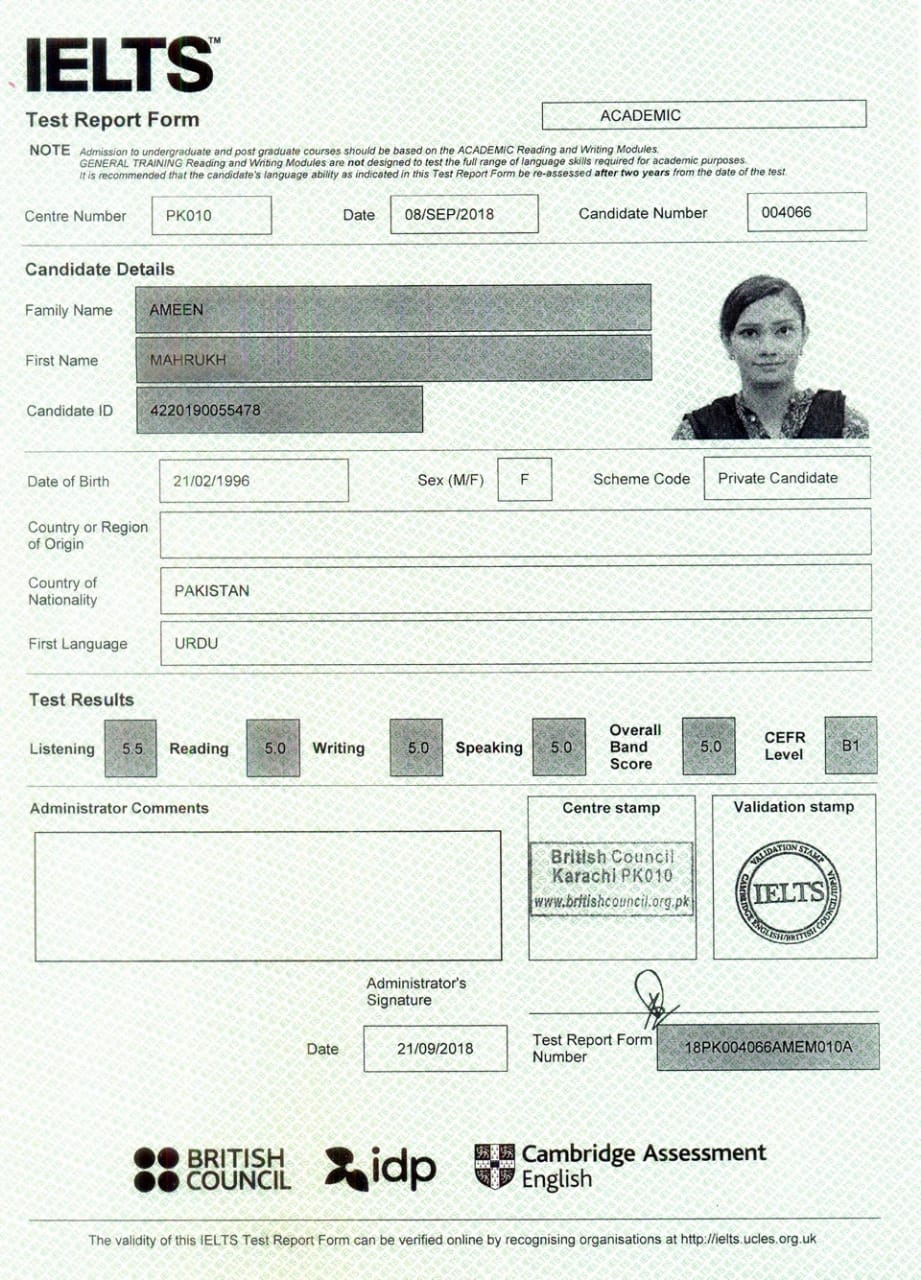 IELTS™
Test Report Form
ACADEMIC
NOTE Admission to undergraduate and post graduate courses should be based on the ACADEMIC Reading and Writing Modules.
GENERAL TRAINING Reading and Writing Modules are not designed to test the full range of language skills required for academic purposes.
It is recommended that the candidate's language ability as indicated in this Test Report Form be re-assessed after two years from the date of the test.
Centre Number PK010 Date 08/SEP/2018 Candidate Number 004066
Candidate Details
Family Name AMEEN
First Name MAHRUKH
Candidate ID 4220190055478
Date of Birth 21/02/1996 Sex (M/F) F Scheme Code Private Candidate
Country or Region
of Origin
Country of
Nationality PAKISTAN
First Language URDU
Test Results
Listening 5.5 Reading 5.0 Writing 5.0 Speaking 5.0 Overall Band Score 5.0 CEFR Level B1
Administrator Comments
Centre stamp
British Council
Karachi PK010
www.britishcouncil.org.pk
Validation stamp
VALIDATION STAMP
IELTS
CAMBRIDGE ENGLISH/BRITISH COUNCIL/IDP:IA
Administrator's
Signature
Date 21/09/2018
Test Report Form
Number 18PK004066AMEM010A
BRITISH
COUNCIL
idp
Cambridge Assessment
English
The validity of this IELTS Test Report Form can be verified online by recognising organisations at http://ielts.ucles.org.uk